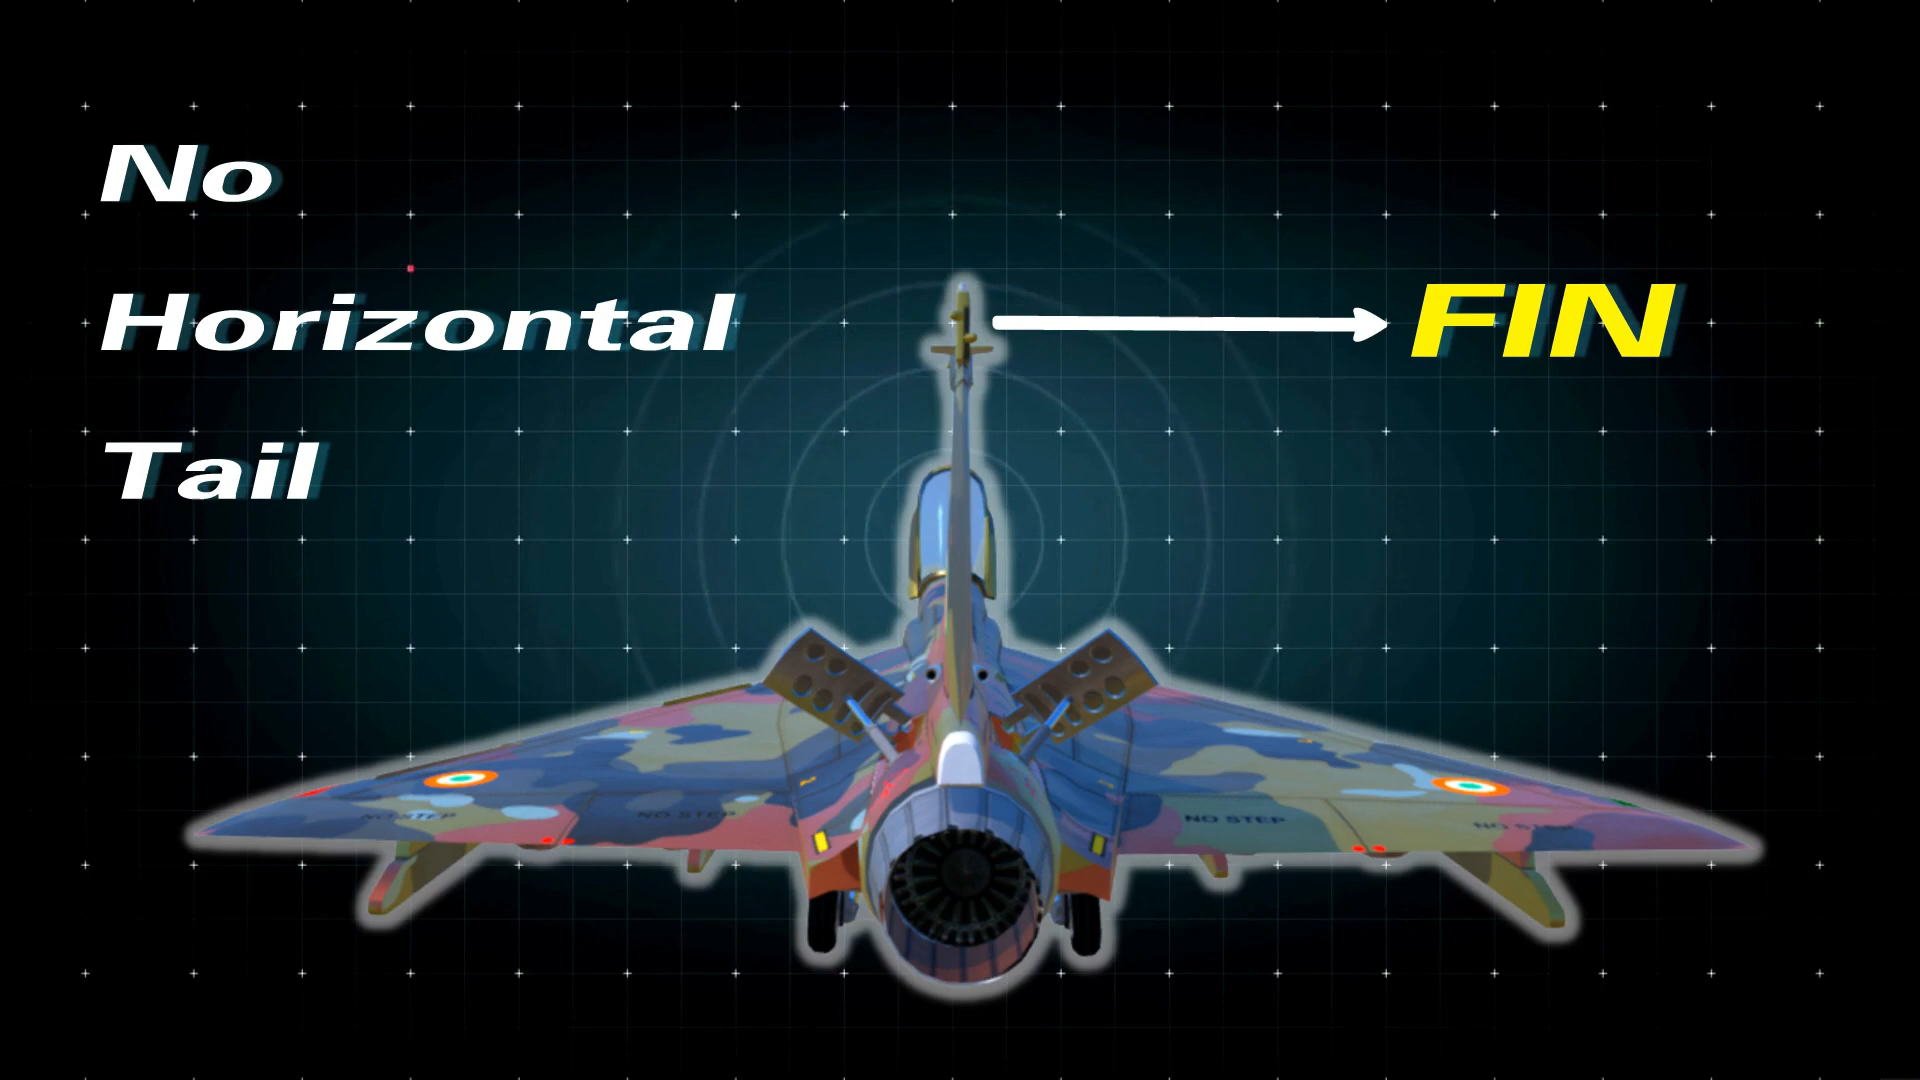 No
Horizontal
Tail
FIN
NO STEP
NO STEP
NO STEP